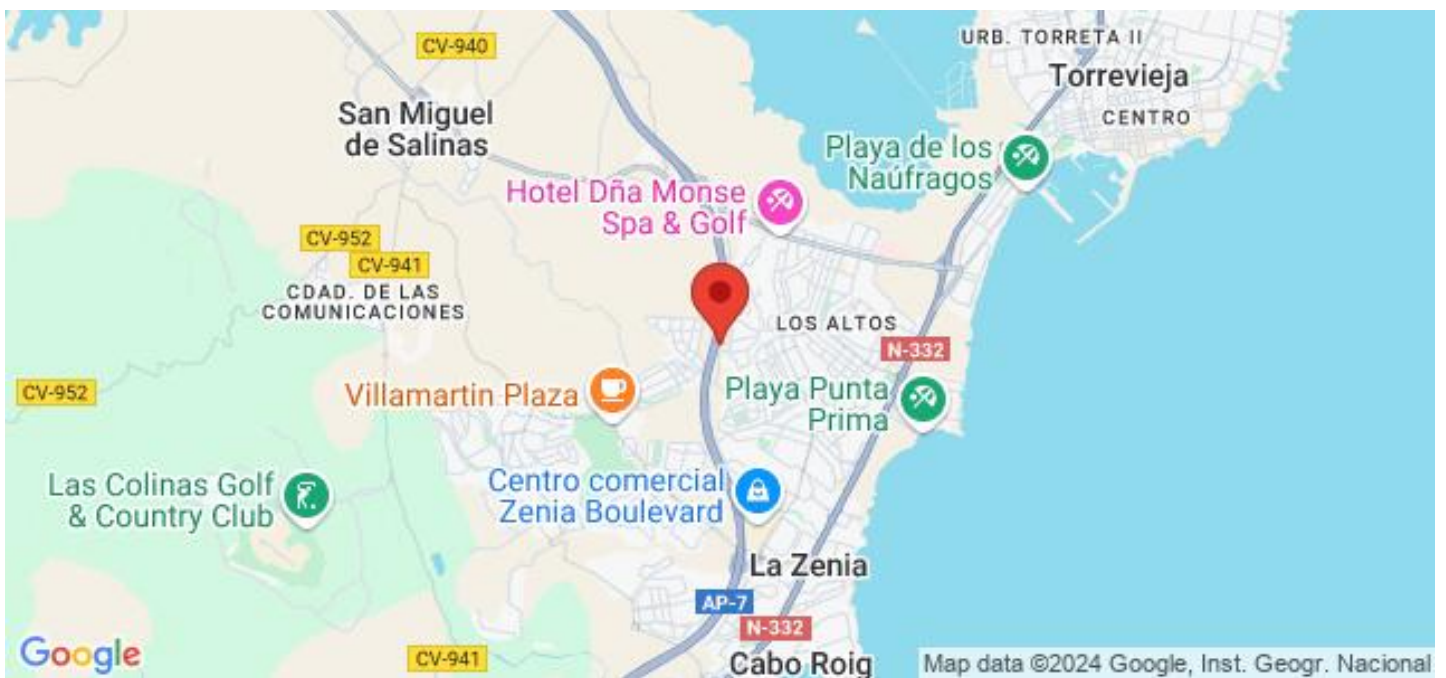 CV-940
URB. TORRETA II
Torrevieja
CENTRO
San Miguel
de Salinas
Playa de los
Naúfragos
Hotel Dña Monse
Spa & Golf
CV-952
CV-941
CDAD. DE LAS
COMUNICACIONES
LOS ALTOS
N-332
CV-952
Villamartin Plaza
Playa Punta
Prima
Las Colinas Golf
& Country Club
Centro comercial
Zenia Boulevard
La Zenia
AP-7
N-332
Google
CV-941
Cabo Roig
Map data ©2024 Google, Inst. Geogr. Nacional